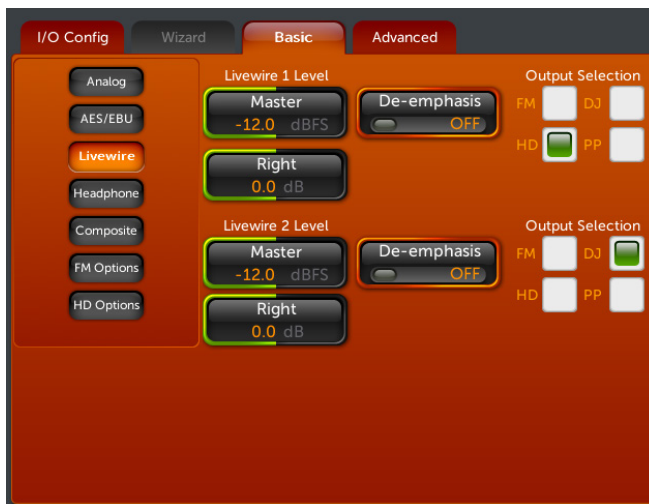 I/O Config Wizard Basic Advanced
Analog
AES/EBU
Livewire
Headphone
Composite
FM Options
HD Options
Livewire 1 Level
Master
-12.0 dBFS
De-emphasis
OFF
Right
0.0 dB
Output Selection
FM DJ
HD PP
Livewire 2 Level
Master
-12.0 dBFS
De-emphasis
OFF
Right
0.0 dB
Output Selection
FM DJ
HD PP